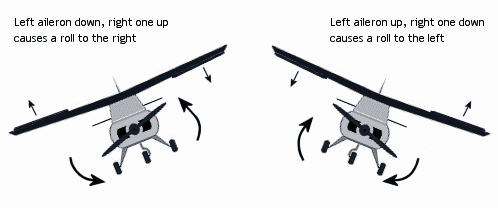 Left aileron down, right one up
causes a roll to the right
Left aileron up, right one down
causes a roll to the left